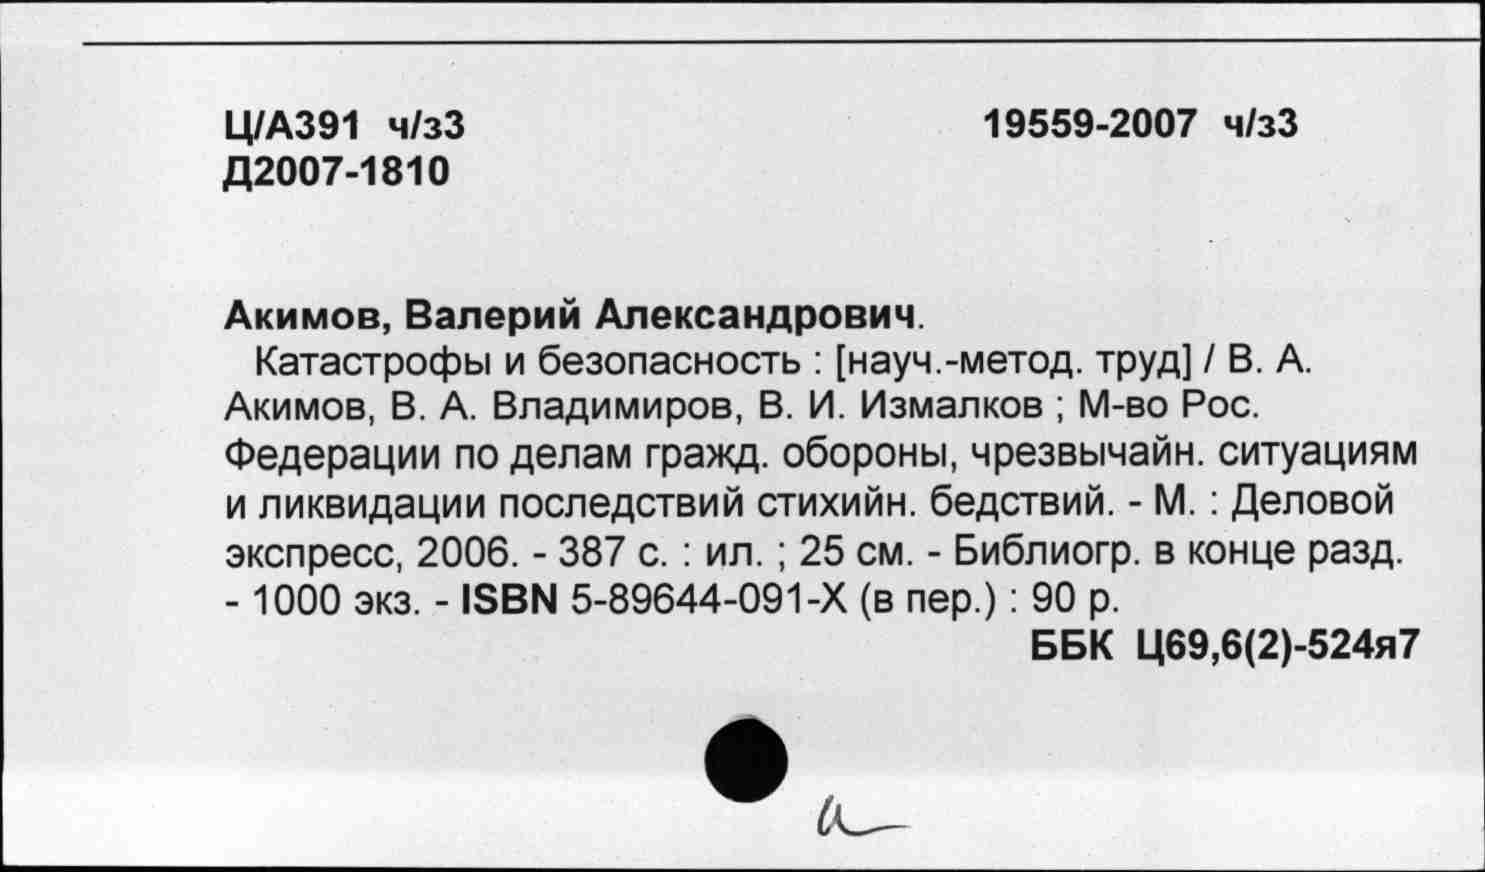 Ц/А391 ч/з3 19559-2007 ч/з3
Д2007-1810
Акимов, Валерий Александрович.
Катастрофы и безопасность : [науч.-метод. труд] / В. А.
Акимов, В. А. Владимиров, В. И. Измалков ; М-во Рос.
Федерации по делам гражд. обороны, чрезвычайн. ситуациям
и ликвидации последствий стихийн. бедствий. - М. : Деловой
экспресс, 2006. - 387 с. : ил. ; 25 см. - Библиогр. в конце разд.
- 1000 экз. - ISBN 5-89644-091-X (в пер.) : 90 р.
ББК Ц69,6(2)-524я7